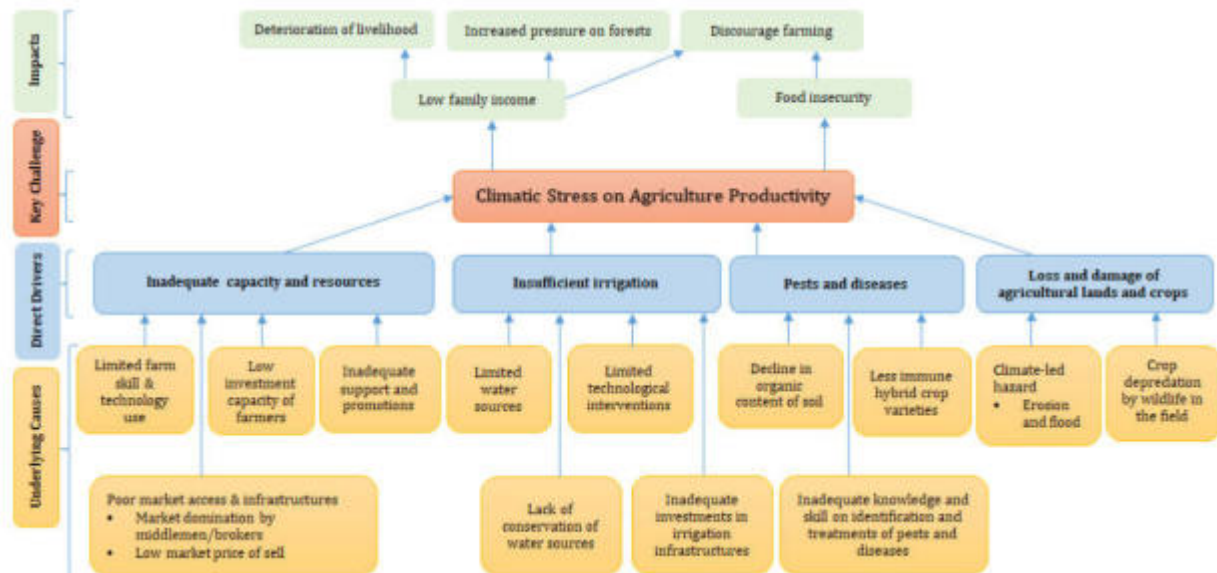 Impacts
Deterioration of livelihood
Increased pressure on forests
Discourage farming
Low family income
Food insecurity
Key Challenge
Climatic Stress on Agriculture Productivity
Direct Drivers
Inadequate capacity and resources
Insufficient irrigation
Pests and diseases
Loss and damage of
agricultural lands and crops
Underlying Causes
Limited farm
skill &
technology
use
Low
investment
capacity of
farmers
Inadequate
support and
promotions
Limited
water
sources
Limited
technological
interventions
Decline in
organic
content of soil
Less immune
hybrid crop
varieties
Climate-led
hazard
• Erosion
and flood
Crop
depredation
by wildlife in
the field
Poor market access & infrastructures
• Market domination by
middlemen/brokers
• Low market price of sell
Lack of
conservation of
water sources
Inadequate
investments in
irrigation
infrastructures
Inadequate knowledge and
skill on identification and
treatments of pests and
diseases